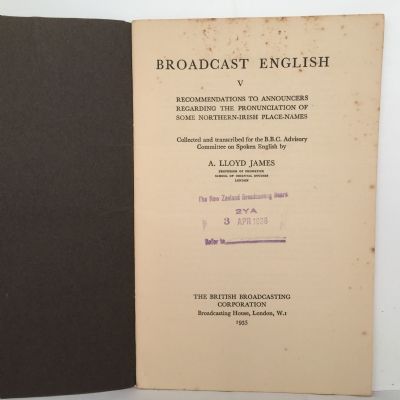 BROADCAST ENGLISH
V
RECOMMENDATIONS TO ANNOUNCERS
REGARDING THE PRONUNCIATION OF
SOME NORTHERN-IRISH PLACE-NAMES
Collected and transcribed for the B.B.C. Advisory
Committee on Spoken English by
A. LLOYD JAMES
PROFESSOR OF PHONETICS
SCHOOL OF ORIENTAL STUDIES
LONDON
The New Zealand Broadcasting Board
2YA
3 APR 1936
Refer to
THE BRITISH BROADCASTING
CORPORATION
Broadcasting House, London, W.1
1935